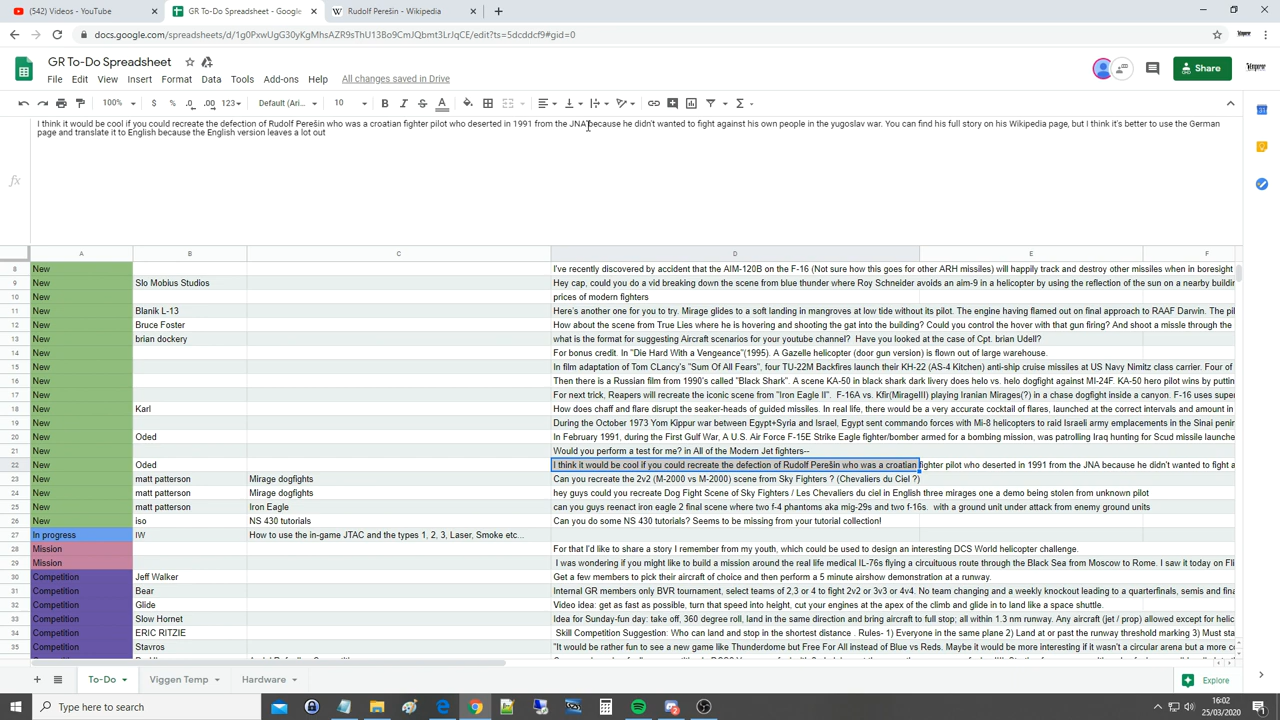 (542) Videos - YouTube
GR To-Do Spreadsheet - Google
Rudolf Perešin - Wikipedia
docs.google.com/spreadsheets/d/1g0PxwUgG30yKgMhsAZR9sThU13Bo9CmJQbmt3LrJqCE/edit?ts=5dcddcf9#gid=0
GR To-Do Spreadsheet
Share
File Edit View Insert Format Data Tools Add-ons Help All changes saved in Drive
100% $ % .0 .00 123 Default (Ari... 10 B I S A
I think it would be cool if you could recreate the defection of Rudolf Perešin who was a croatian fighter pilot who deserted in 1991 from the JNA because he didn't wanted to fight against his own people in the yugoslav war. You can find his full story on his Wikipedia page, but I think it's better to use the German
page and translate it to English because the English version leaves a lot out
fx
A B C D E F
8 New I've recently discovered by accident that the AIM-120B on the F-16 (Not sure how this goes for other ARH missiles) will happily track and destroy other missiles when in boresight
9 New Slo Mobius Studios Hey cap, could you do a vid breaking down the scene from blue thunder where Roy Schneider avoids an aim-9 in a helicopter by using the reflection of the sun on a nearby buildin
10 New prices of modern fighters
11 New Blanik L-13 Here's another one for you to try. Mirage glides to a soft landing in mangroves at low tide without its pilot. The engine having flamed out on final approach to RAAF Darwin. The pil
12 New Bruce Foster How about the scene from True Lies where he is hovering and shooting the gat into the building? Could you control the hover with that gun firing? And shoot a missle through the
13 New brian dockery what is the format for suggesting Aircraft scenarios for your youtube channel? Have you looked at the case of Cpt. brian Udell?
14 New For bonus credit. In "Die Hard With a Vengeance"(1995). A Gazelle helicopter (door gun version) is flown out of large warehouse.
15 New In film adaptation of Tom CLancy's "Sum Of All Fears", four TU-22M Backfires launch their KH-22 (AS-4 Kitchen) anti-ship cruise missiles at US Navy Nimitz class carrier. Four of
16 New Then there is a Russian film from 1990's called "Black Shark". A scene KA-50 in black shark dark livery does helo vs. helo dogfight against MI-24F. KA-50 hero pilot wins by puttin
17 New For next trick, Reapers will recreate the iconic scene from "Iron Eagle II". F-16A vs. Kfir(MirageIII) playing Iranian Mirages(?) in a chase dogfight inside a canyon. F-16 uses super
18 New Karl How does chaff and flare disrupt the seaker-heads of guided missiles. In real life, there would be a very accurate cocktail of flares, launched at the correct intervals and amount in
19 New During the October 1973 Yom Kippur war between Egypt+Syria and Israel, Egypt sent commando forces with Mi-8 helicopters to raid Israeli army emplacements in the Sinai penin
20 New Oded In February 1991, during the First Gulf War, A U.S. Air Force F-15E Strike Eagle fighter/bomber armed for a bombing mission, was patrolling Iraq hunting for Scud missile launche
21 New Would you perform a test for me? in All of the Modern Jet fighters--
22 New Oded I think it would be cool if you could recreate the defection of Rudolf Perešin who was a croatian fighter pilot who deserted in 1991 from the JNA because he didn't wanted to fight a
23 New matt patterson Mirage dogfights Can you recreate the 2v2 (M-2000 vs M-2000) scene from Sky Fighters ? (Chevaliers du Ciel ?)
24 New matt patterson Mirage dogfights hey guys could you recreate Dog Fight Scene of Sky Fighters / Les Chevaliers du ciel in English three mirages one a demo being stolen from unknown pilot
25 New matt patterson Iron Eagle can you guys reenact iron eagle 2 final scene where two f-4 phantoms aka mig-29s and two f-16s. with a ground unit under attack from enemy ground units
26 New iso NS 430 tutorials Can you do some NS 430 tutorials? Seems to be missing from your tutorial collection!
27 In progress IW How to use the in-game JTAC and the types 1, 2, 3, Laser, Smoke etc...
28 Mission For that I'd like to share a story I remember from my youth, which could be used to design an interesting DCS World helicopter challenge.
29 Mission I was wondering if you might like to build a mission around the real life medical IL-76s flying a circuitous route through the Black Sea from Moscow to Rome. I saw it today on Fli
30 Competition Jeff Walker Get a few members to pick their aircraft of choice and then perform a 5 minute airshow demonstration at a runway.
31 Competition Bear Internal GR members only BVR tournament, select teams of 2,3 or 4 to fight 2v2 or 3v3 or 4v4. No team changing and a weekly knockout leading to a quarterfinals, semis and fina
32 Competition Glide Video idea: get as fast as possible, turn that speed into height, cut your engines at the apex of the climb and glide in to land like a space shuttle.
33 Competition Slow Hornet Idea for Sunday-fun day: take off, 360 degree roll, land in the same direction and bring aircraft to full stop; all within 1.3 nm runway. Any aircraft (jet / prop) allowed except for helic
34 Competition ERIC RITZIE Skill Competition Suggestion: Who can land and stop in the shortest distance . Rules- 1) Everyone in the same plane 2) Land at or past the runway threshold marking 3) Must sta
35 Competition Stavros "It would be rather fun to see a new game like Thunderdome but Free For All instead of Blue vs Reds. Maybe it would be more interesting if it wasn't a circular arena but a more co
To-Do Viggen Temp Hardware Explore
Type here to search
16:02
25/03/2020